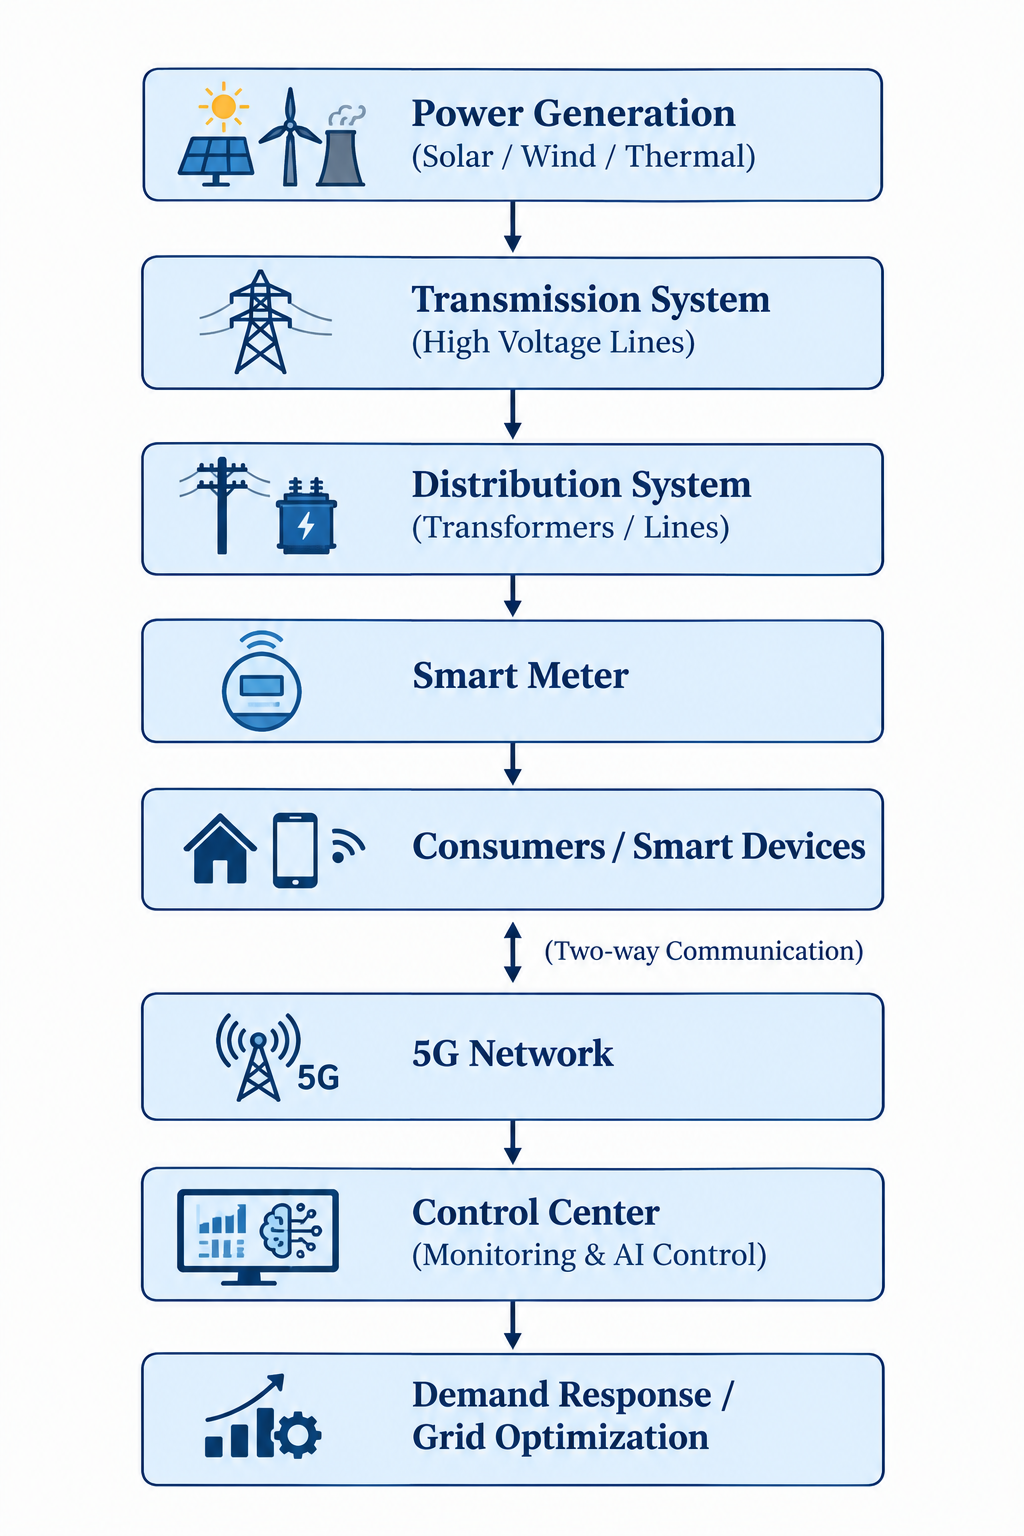 Power Generation
(Solar / Wind / Thermal)
Transmission System
(High Voltage Lines)
Distribution System
(Transformers / Lines)
Smart Meter
Consumers / Smart Devices
(Two-way Communication)
5G
5G Network
Control Center
(Monitoring & AI Control)
Demand Response /
Grid Optimization